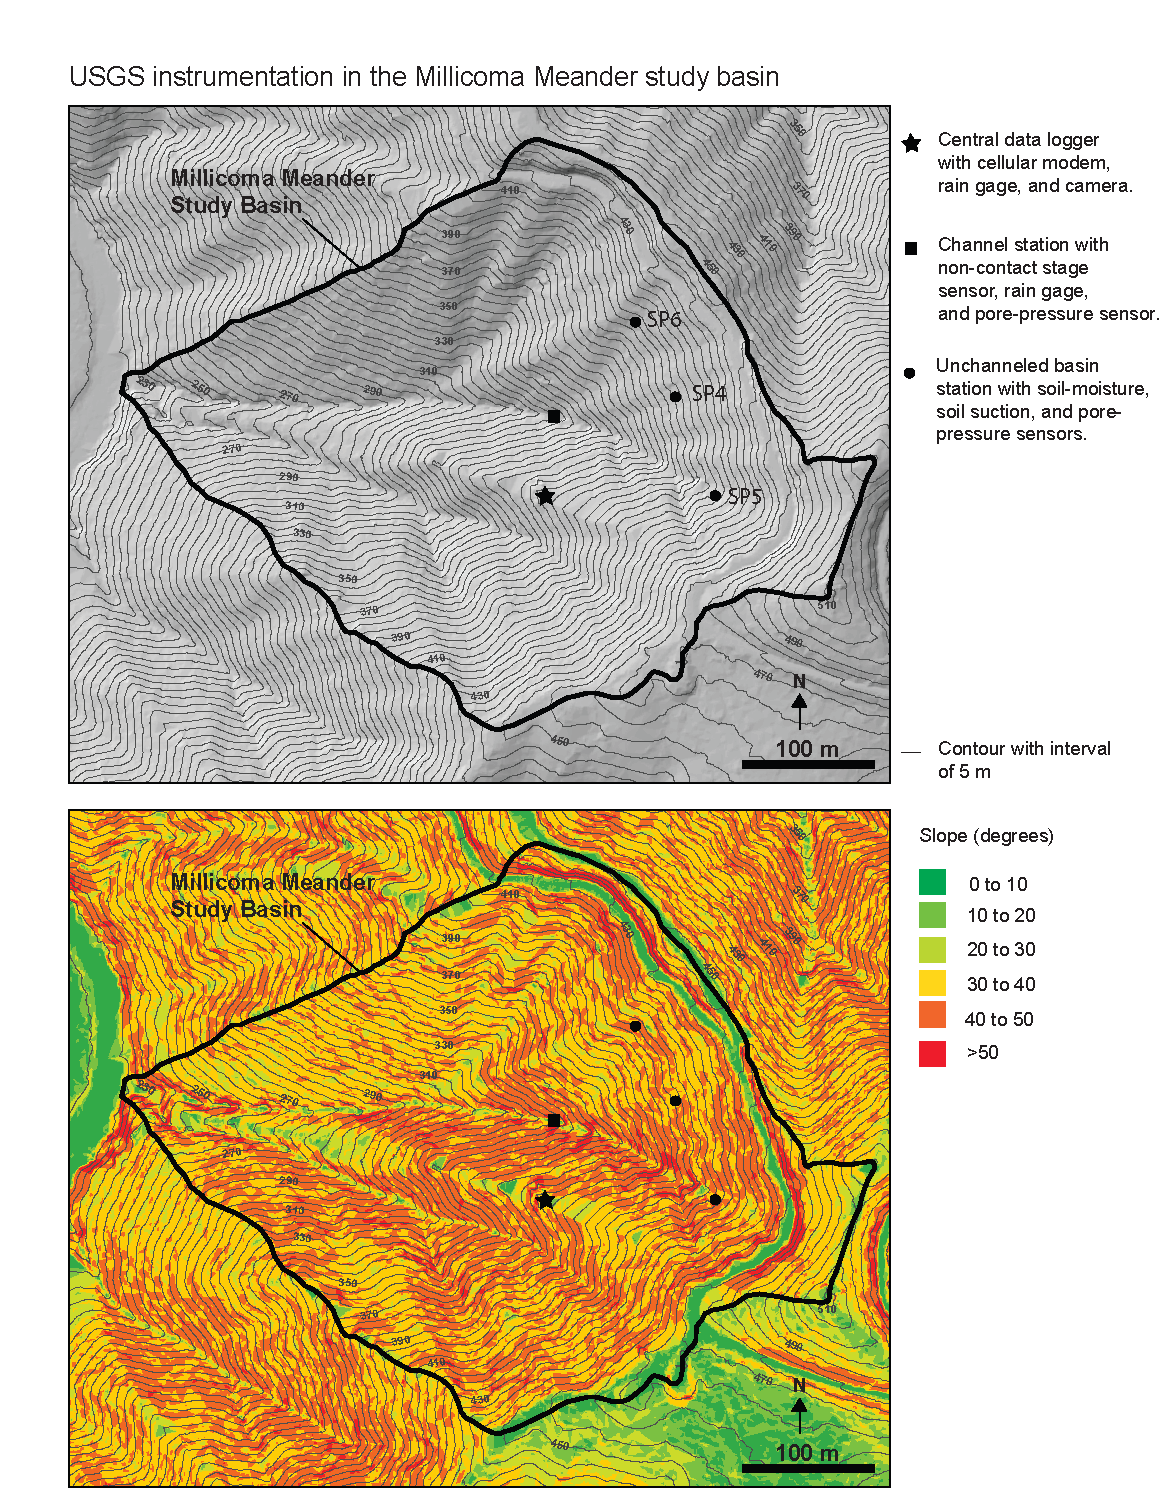 USGS instrumentation in the Millicoma Meander study basin
Millicoma Meander
Study Basin
410
390
370
350
330
310
290
270
250
230
430
450
430
410
390
370
350
SP6
SP4
SP5
270
290
310
330
350
370
390
410
430
450
510
490
470
N
100 m
Central data logger
with cellular modem,
rain gage, and camera.
Channel station with
non-contact stage
sensor, rain gage,
and pore-pressure sensor.
Unchanneled basin
station with soil-moisture,
soil suction, and pore-
pressure sensors.
Contour with interval
of 5 m
Millicoma Meander
Study Basin
410
390
370
350
330
310
290
270
250
230
430
450
430
410
390
370
270
290
310
330
350
370
390
410
430
450
510
490
470
N
100 m
Slope (degrees)
0 to 10
10 to 20
20 to 30
30 to 40
40 to 50
>50